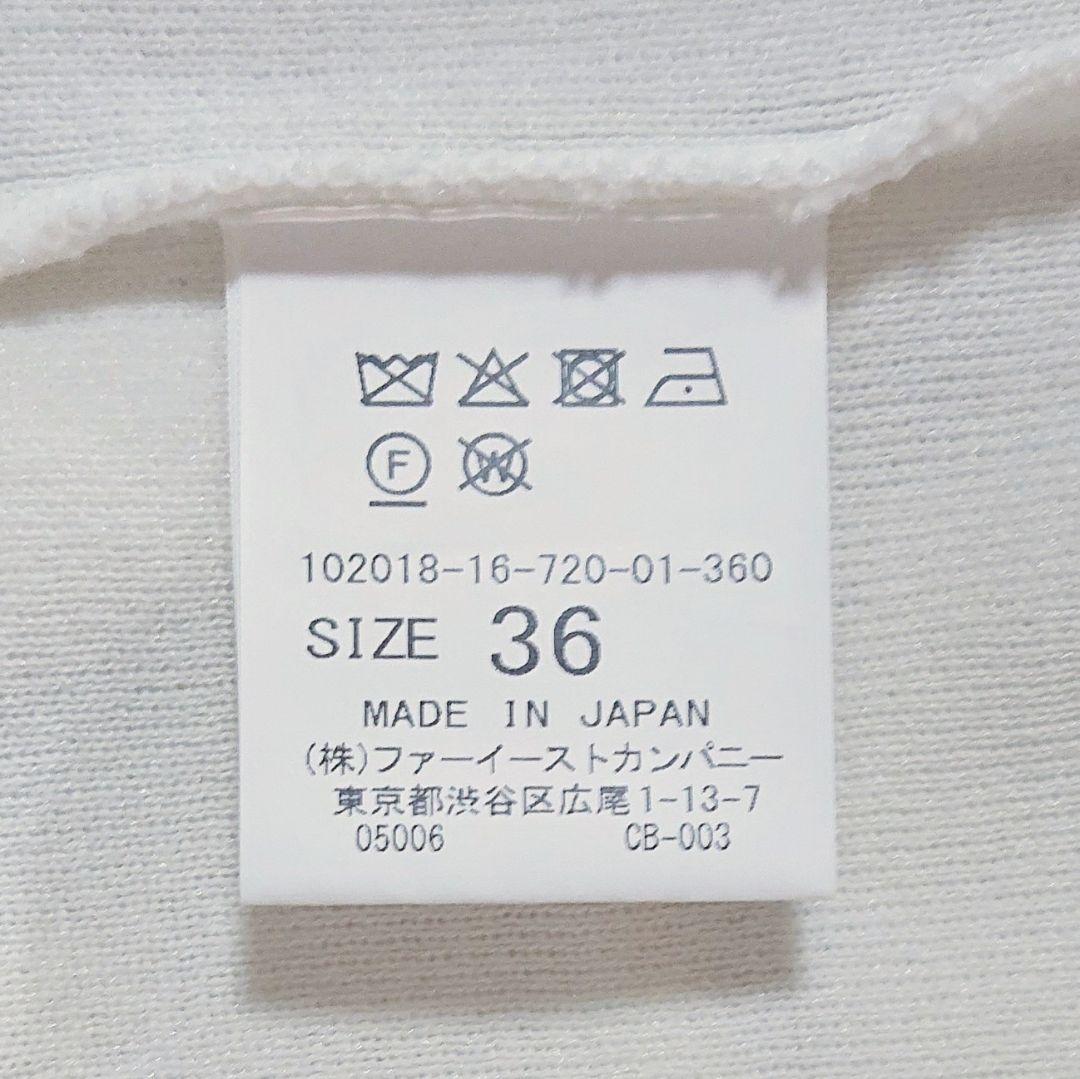 F W
102018-16-720-01-360
SIZE 36
MADE IN JAPAN
(株)ファーイーストカンパニー
東京都渋谷区広尾1-13-7
05006 CB-003